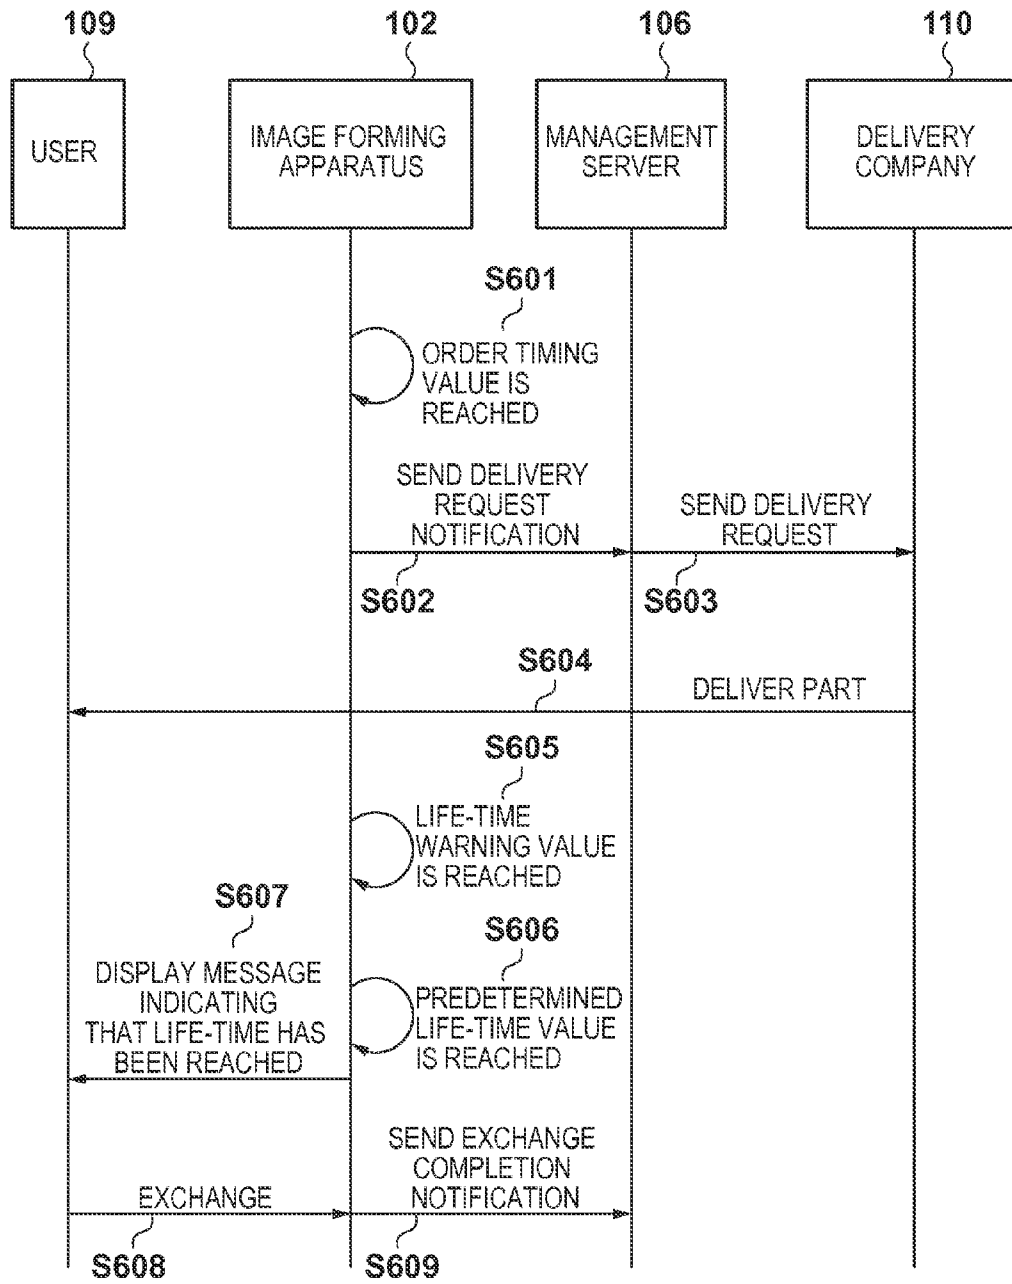 109
102
106
110
USER
IMAGE FORMING
APPARATUS
MANAGEMENT
SERVER
DELIVERY
COMPANY
S601
ORDER TIMING
VALUE IS
REACHED
SEND DELIVERY
REQUEST
NOTIFICATION
S602
SEND DELIVERY
REQUEST
S603
S604
DELIVER PART
S605
LIFE-TIME
WARNING VALUE
IS REACHED
S606
PREDETERMINED
LIFE-TIME VALUE
IS REACHED
S607
DISPLAY MESSAGE
INDICATING
THAT LIFE-TIME HAS
BEEN REACHED
EXCHANGE
S608
SEND EXCHANGE
COMPLETION
NOTIFICATION
S609